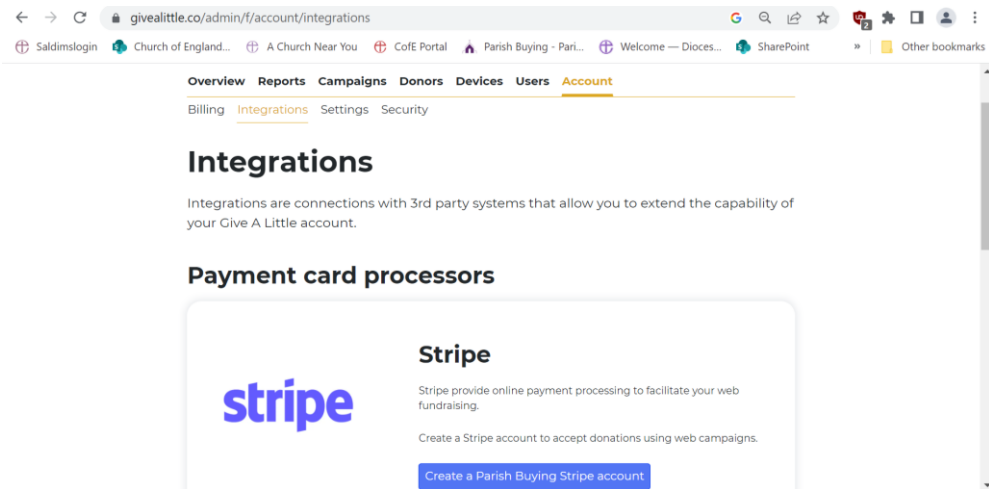 givealittle.co/admin/f/account/integrations
2
Saldimslogin Church of England... A Church Near You CofE Portal Parish Buying - Pari... Welcome — Dioces... SharePoint » Other bookmarks
Overview Reports Campaigns Donors Devices Users Account
Billing Integrations Settings Security
Integrations
Integrations are connections with 3rd party systems that allow you to extend the capability of
your Give A Little account.
Payment card processors
stripe
Stripe
Stripe provide online payment processing to facilitate your web
fundraising.
Create a Stripe account to accept donations using web campaigns.
Create a Parish Buying Stripe account